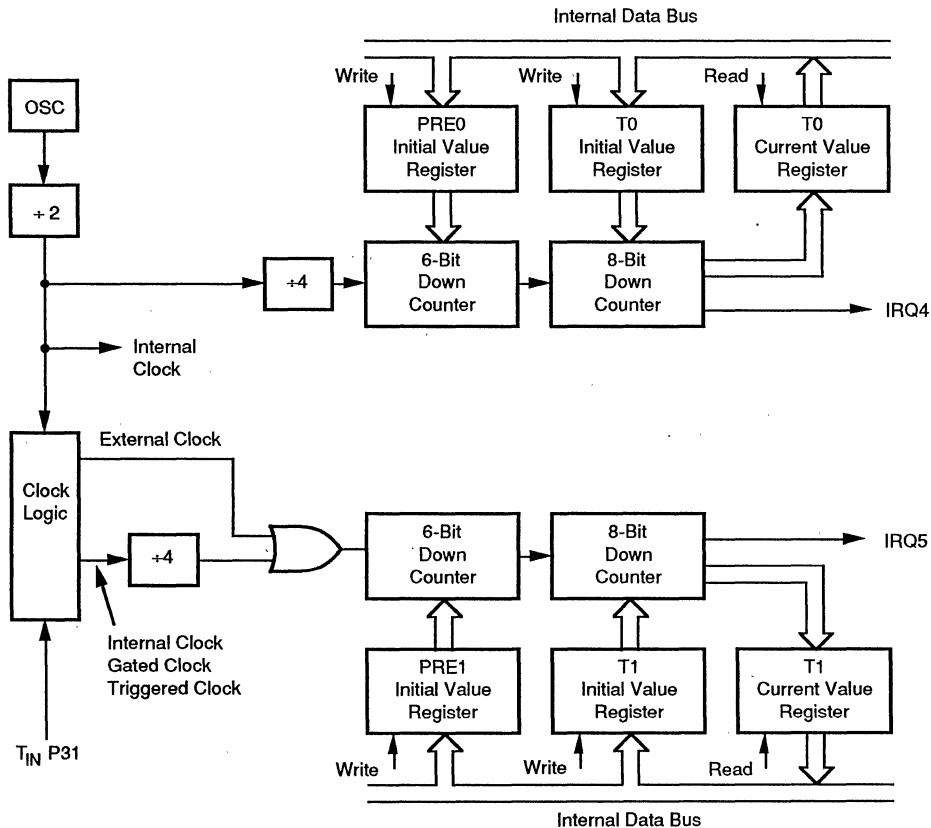 Internal Data Bus
Write
Write
Read
OSC
PRE0
Initial Value
Register
T0
Initial Value
Register
T0
Current Value
Register
÷ 2
6-Bit
Down
Counter
8-Bit
Down
Counter
÷4
IRQ4
Internal
Clock
External Clock
Clock
Logic
6-Bit
Down
Counter
8-Bit
Down
Counter
IRQ5
÷4
Internal Clock
Gated Clock
Triggered Clock
PRE1
Initial Value
Register
T1
Initial Value
Register
T1
Current Value
Register
TIN P31
Write
Write
Read
Internal Data Bus